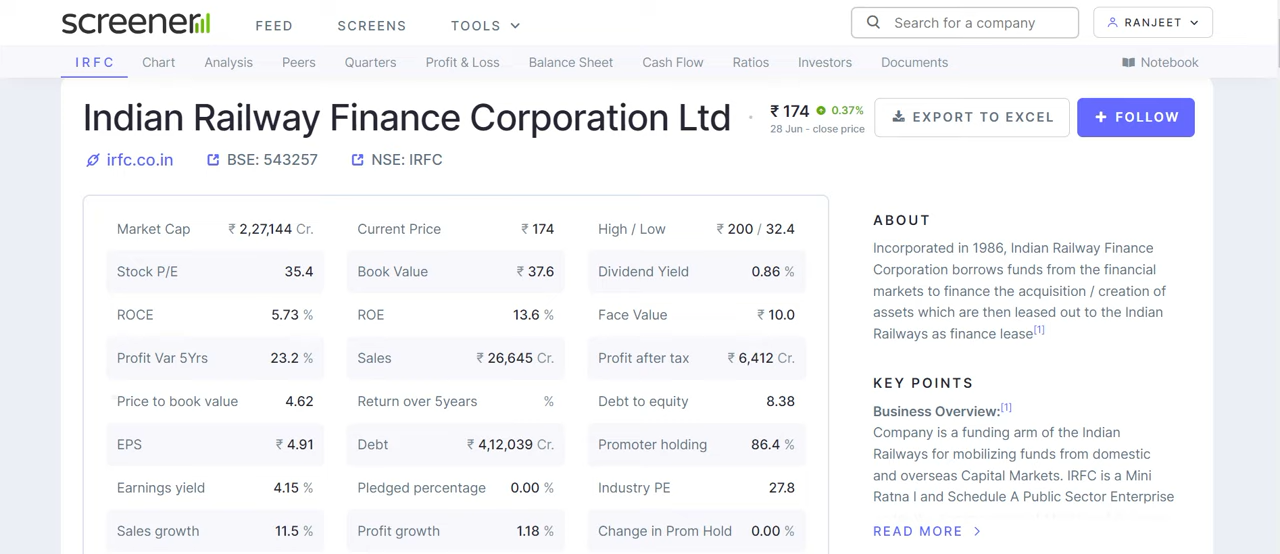 screener
FEED
SCREENS
TOOLS
Search for a company
RANJEET
IRFC
Chart
Analysis
Peers
Quarters
Profit & Loss
Balance Sheet
Cash Flow
Ratios
Investors
Documents
Notebook
Indian Railway Finance Corporation Ltd
₹ 174 0.37%
28 Jun - close price
EXPORT TO EXCEL
+ FOLLOW
irfc.co.in
BSE: 543257
NSE: IRFC
Market Cap ₹ 2,27,144 Cr.
Current Price ₹ 174
High / Low ₹ 200 / 32.4
Stock P/E 35.4
Book Value ₹ 37.6
Dividend Yield 0.86 %
ROCE 5.73 %
ROE 13.6 %
Face Value ₹ 10.0
Profit Var 5Yrs 23.2 %
Sales ₹ 26,645 Cr.
Profit after tax ₹ 6,412 Cr.
Price to book value 4.62
Return over 5years %
Debt to equity 8.38
EPS ₹ 4.91
Debt ₹ 4,12,039 Cr.
Promoter holding 86.4 %
Earnings yield 4.15 %
Pledged percentage 0.00 %
Industry PE 27.8
Sales growth 11.5 %
Profit growth 1.18 %
Change in Prom Hold 0.00 %
ABOUT
Incorporated in 1986, Indian Railway Finance
Corporation borrows funds from the financial
markets to finance the acquisition / creation of
assets which are then leased out to the Indian
Railways as finance lease[1]
KEY POINTS
Business Overview:[1]
Company is a funding arm of the Indian
Railways for mobilizing funds from domestic
and overseas Capital Markets. IRFC is a Mini
Ratna I and Schedule A Public Sector Enterprise
READ MORE